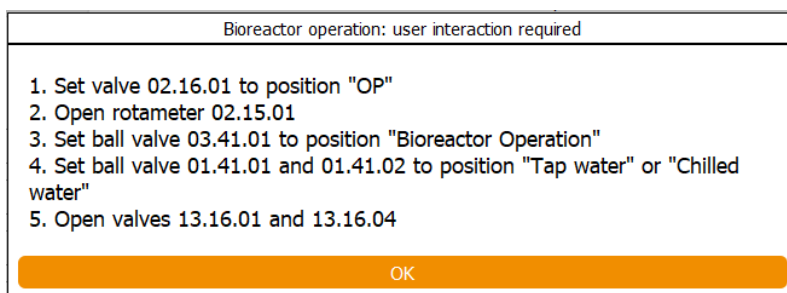 Bioreactor operation: user interaction required
1. Set valve 02.16.01 to position "OP"
2. Open rotameter 02.15.01
3. Set ball valve 03.41.01 to position "Bioreactor Operation"
4. Set ball valve 01.41.01 and 01.41.02 to position "Tap water" or "Chilled
water"
5. Open valves 13.16.01 and 13.16.04
OK